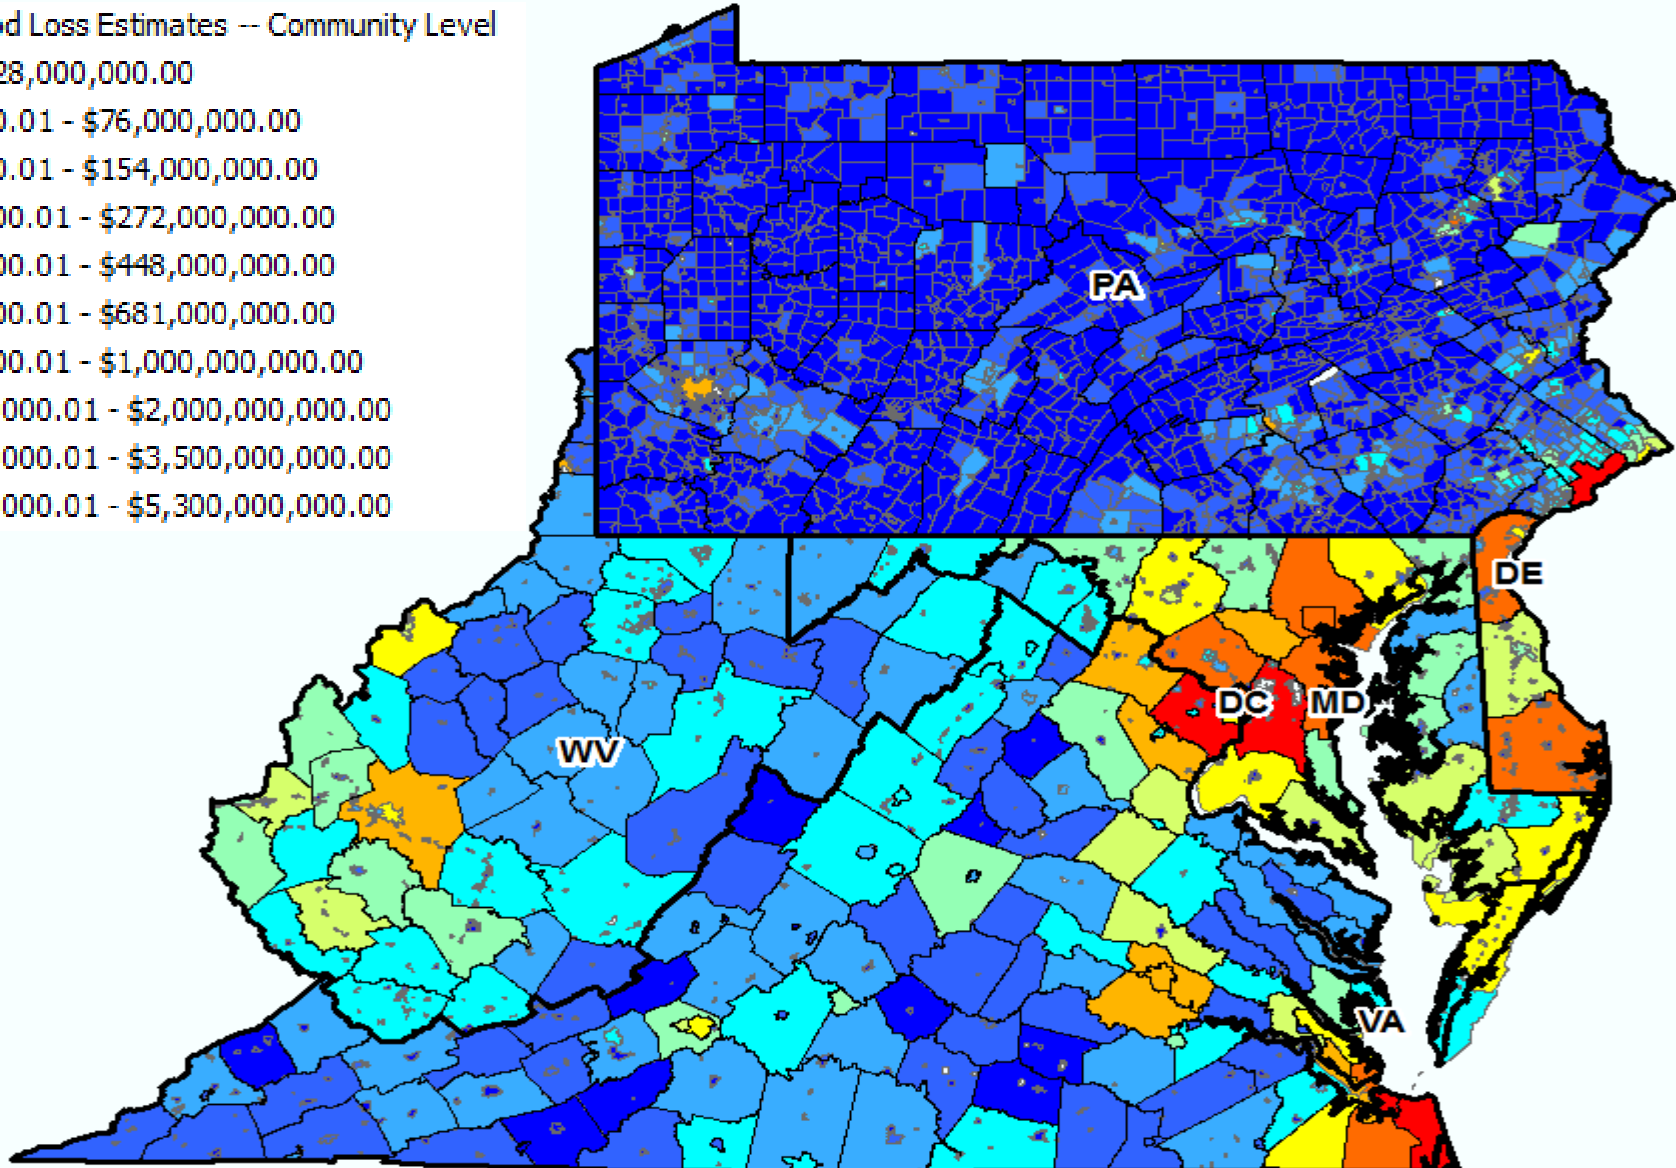 od Loss Estimates -- Community Level
28,000,000.00
0.01 - $76,000,000.00
0.01 - $154,000,000.00
00.01 - $272,000,000.00
00.01 - $448,000,000.00
00.01 - $681,000,000.00
00.01 - $1,000,000,000.00
000.01 - $2,000,000,000.00
000.01 - $3,500,000,000.00
000.01 - $5,300,000,000.00
PA
DE
DC
MD
WV
VA